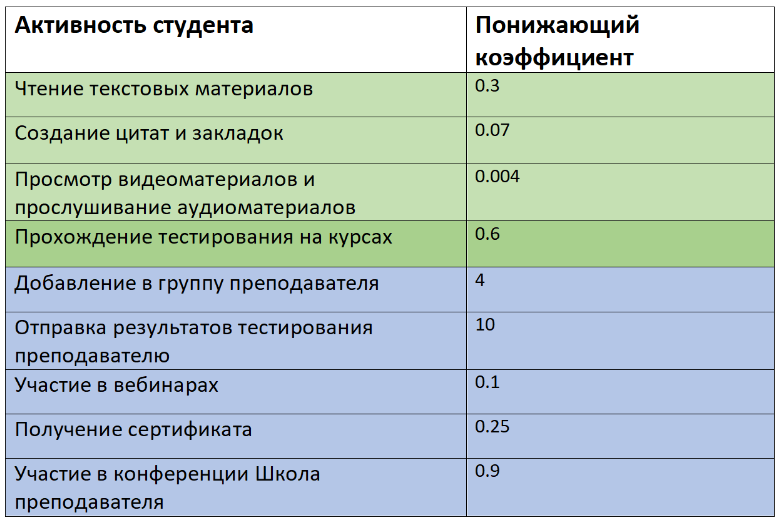 Активность студента
Понижающий
коэффициент
Чтение текстовых материалов
0.3
Создание цитат и закладок
0.07
Просмотр видеоматериалов и
прослушивание аудиоматериалов
0.004
Прохождение тестирования на курсах
0.6
Добавление в группу преподавателя
4
Отправка результатов тестирования
преподавателю
10
Участие в вебинарах
0.1
Получение сертификата
0.25
Участие в конференции Школа
преподавателя
0.9